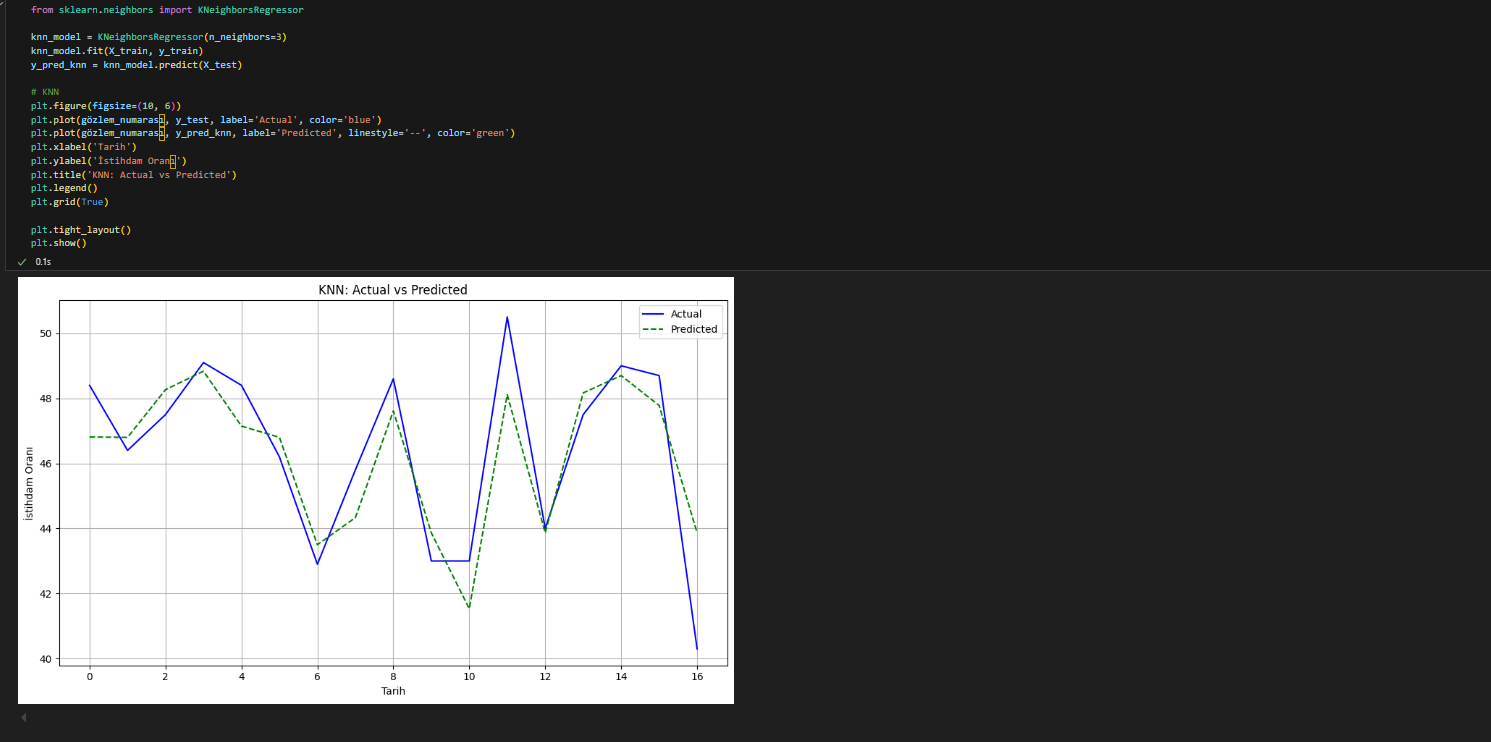 from sklearn.neighbors import KNeighborsRegressor
knn_model = KNeighborsRegressor(n_neighbors=3)
knn_model.fit(X_train, y_train)
y_pred_knn = knn_model.predict(X_test)
# KNN
plt.figure(figsize=(10, 6))
plt.plot(gözlem_numarası, y_test, label='Actual', color='blue')
plt.plot(gözlem_numarası, y_pred_knn, label='Predicted', linestyle='--', color='green')
plt.xlabel('Tarih')
plt.ylabel('İstihdam Oranı')
plt.title('KNN: Actual vs Predicted')
plt.legend()
plt.grid(True)
plt.tight_layout()
plt.show()
0.1s
KNN: Actual vs Predicted
Actual
Predicted
50
48
46
44
42
40
İstihdam Oranı
0 2 4 6 8 10 12 14 16
Tarih